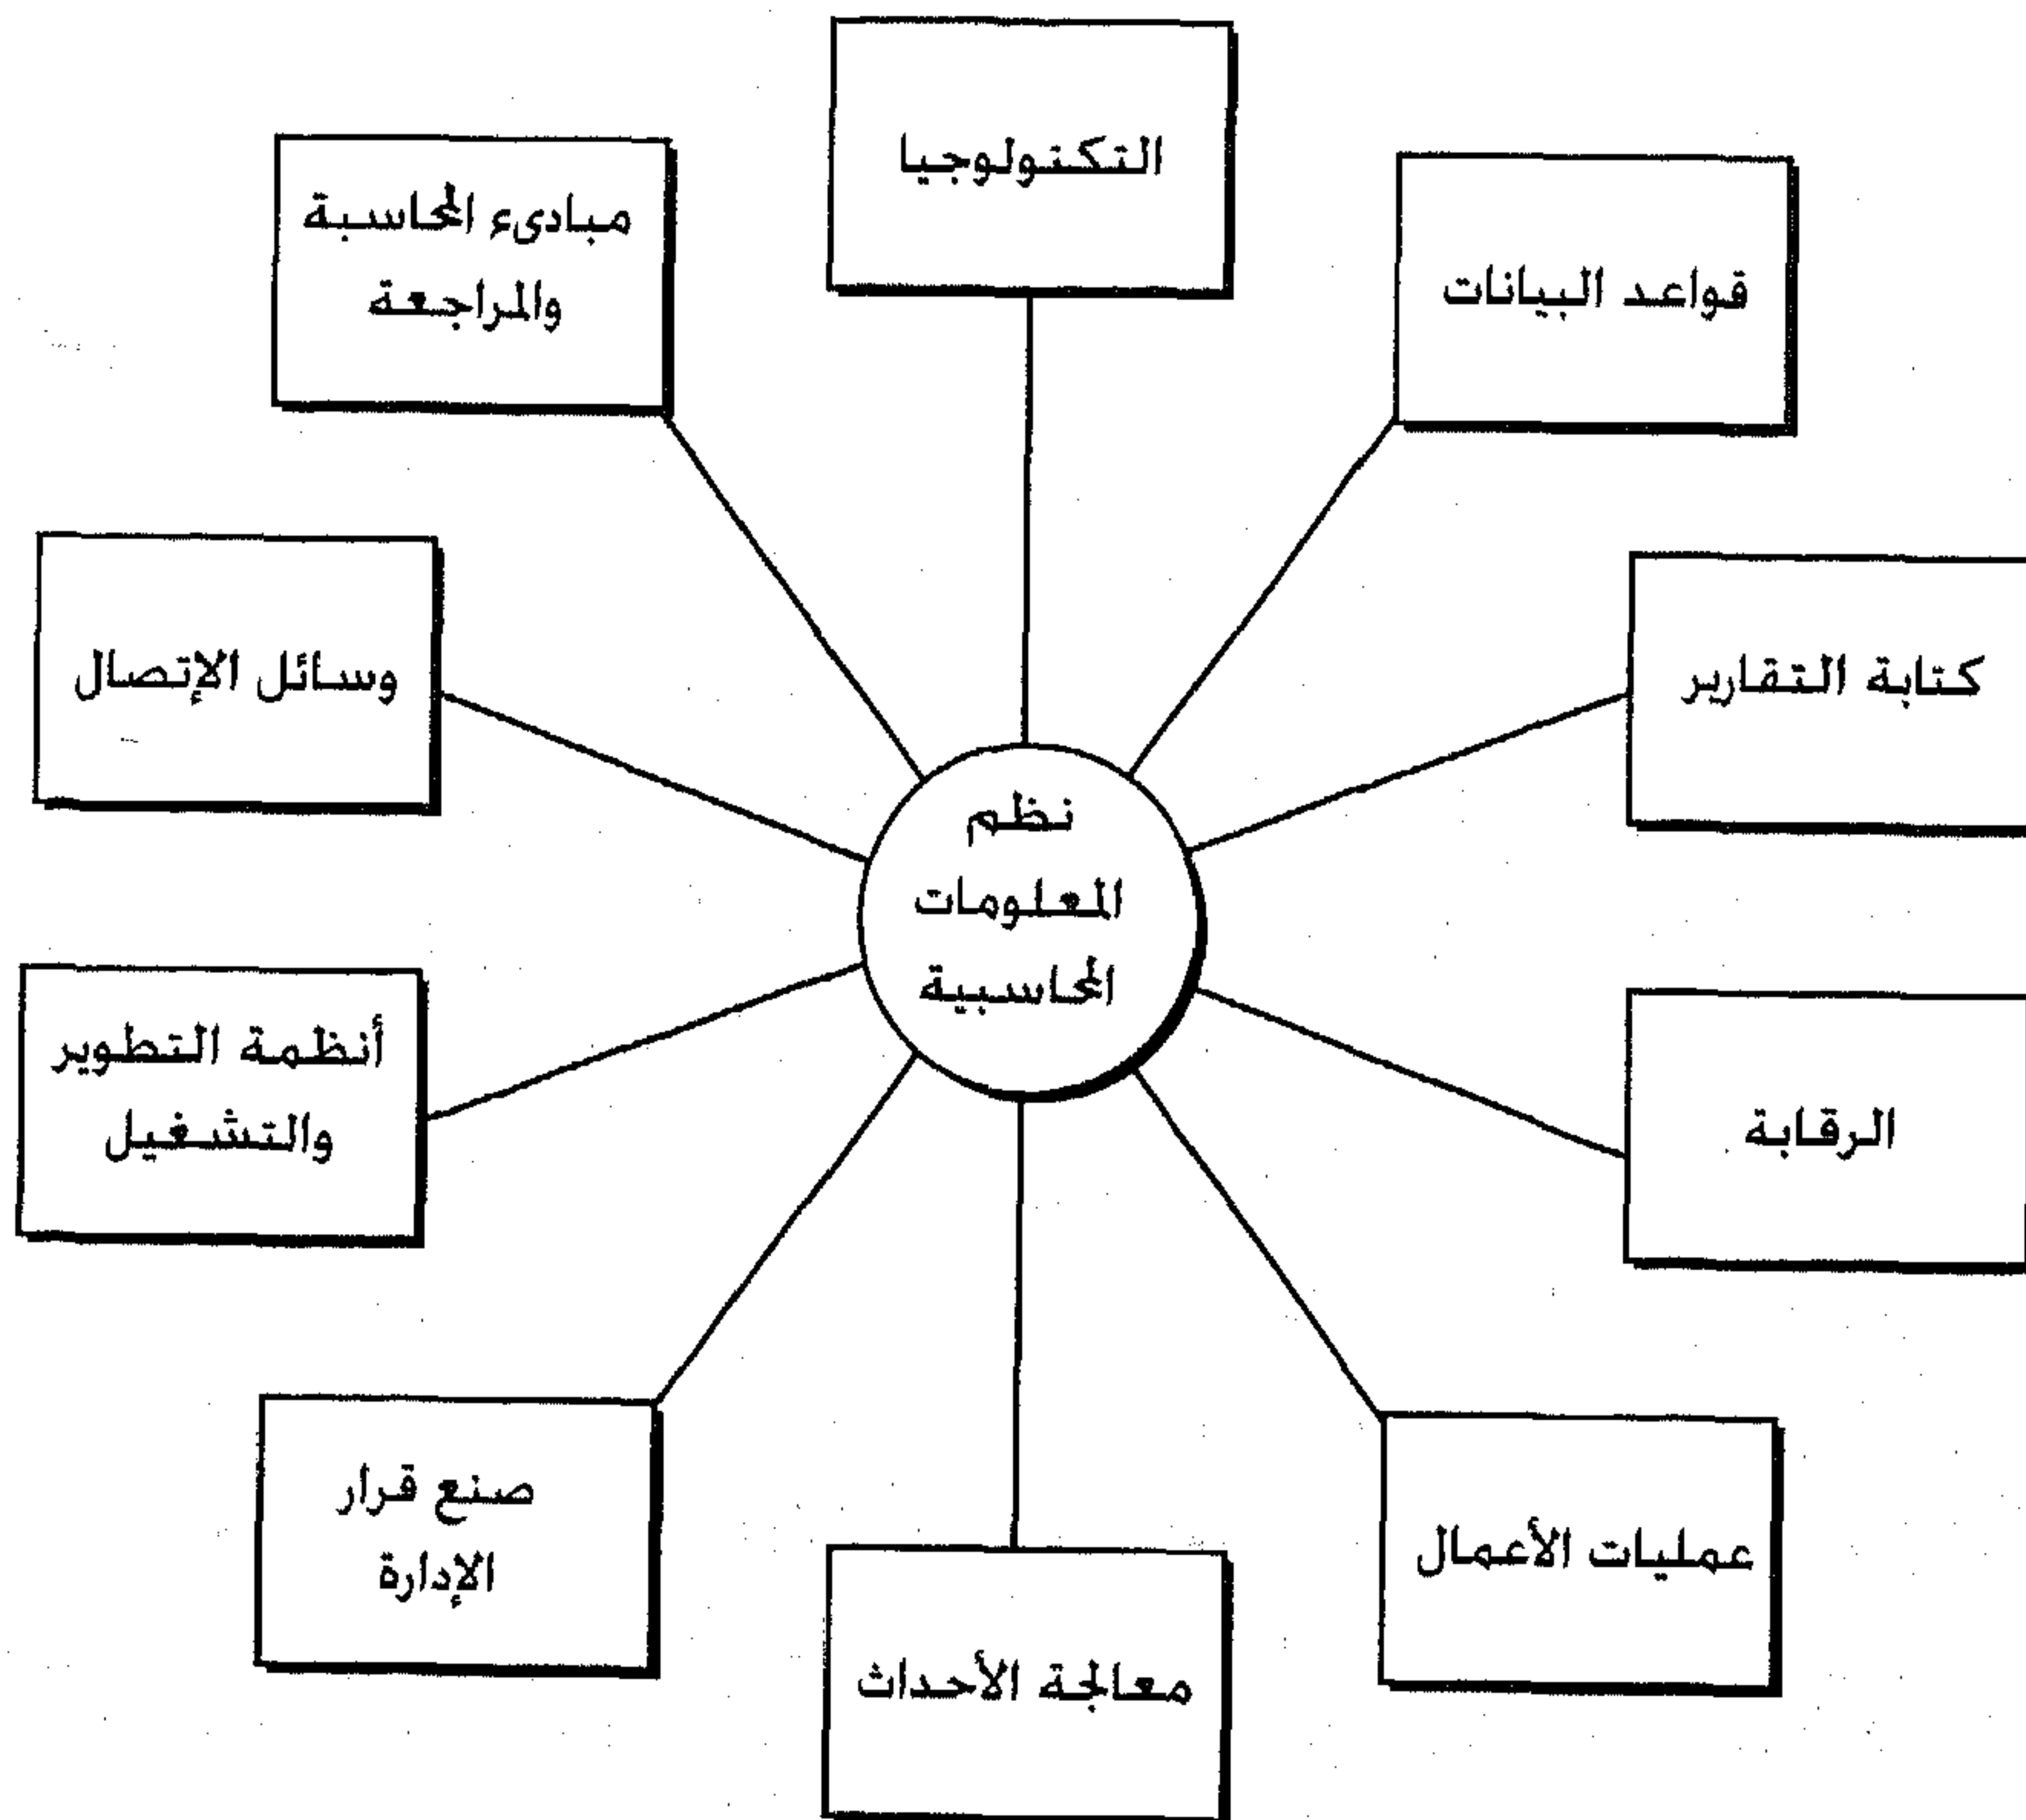 التكنولوجيا
قواعد البيانات
مبادىء المحاسبة
والمراجعة
كتابة التقارير
وسائل الإتصال
نظم
المعلومات
المحاسبية
الرقابة
أنظمة التطوير
والتشغيل
عمليات الأعمال
صنع قرار
الإدارة
معالجة الأحداث